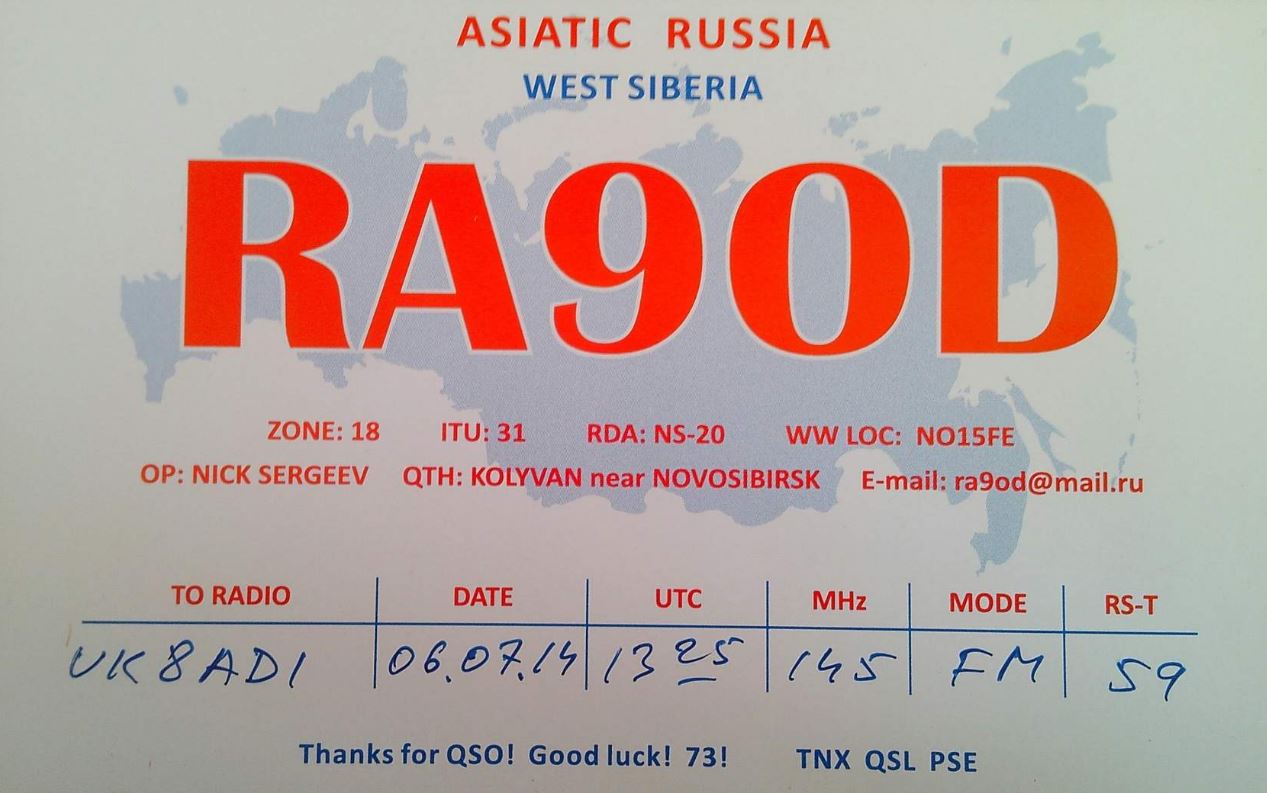 ASIATIC RUSSIA
WEST SIBERIA
RA9OD
ZONE: 18 ITU: 31 RDA: NS-20 WW LOC: NO15FE
OP: NICK SERGEEV QTH: KOLYVAN near NOVOSIBIRSK E-mail: ra9od@mail.ru
TO RADIO DATE UTC MHz MODE RS-T
UK8ADI 06.07.14 1325 145 FM 59
Thanks for QSO! Good luck! 73! TNX QSL PSE